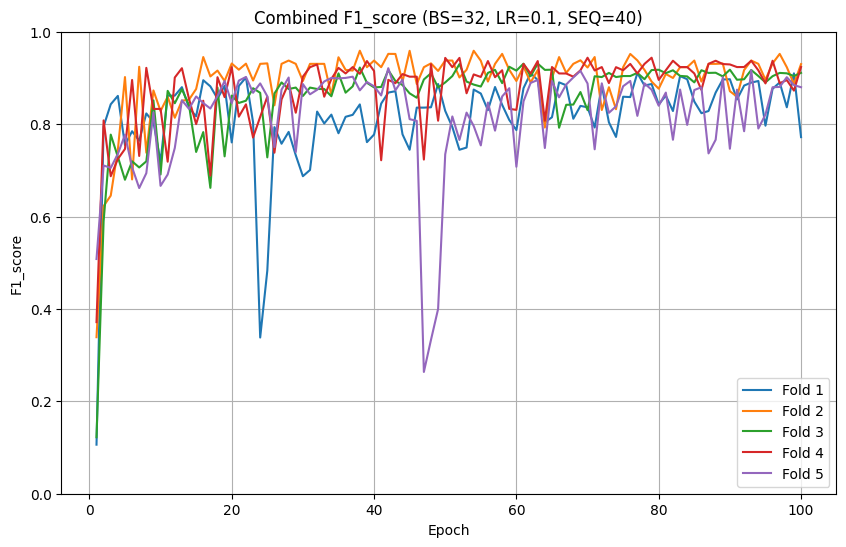 Combined F1_score (BS=32, LR=0.1, SEQ=40)
F1_score
1.0
0.8
0.6
0.4
0.2
0.0
0 20 40 60 80 100
Epoch
Fold 1
Fold 2
Fold 3
Fold 4
Fold 5